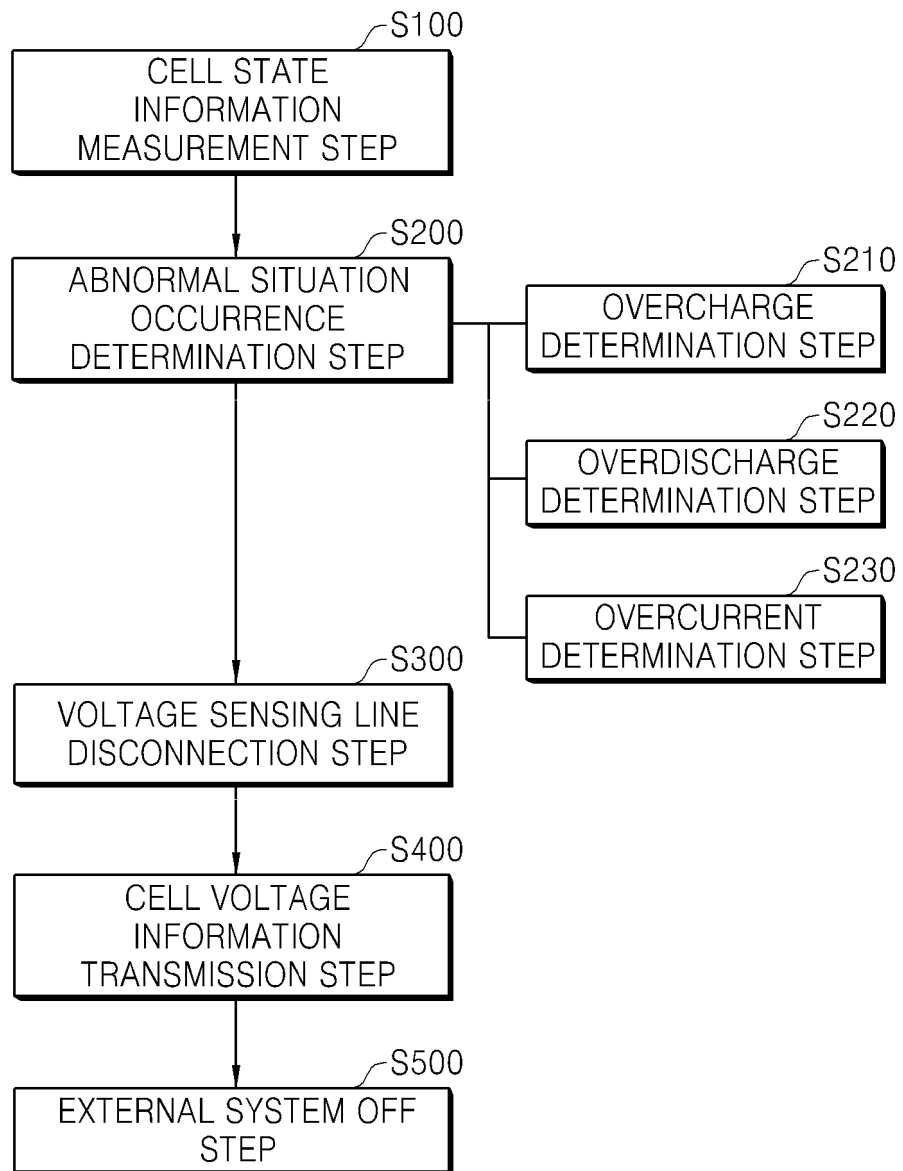 S100
CELL STATE
INFORMATION
MEASUREMENT STEP
S200
ABNORMAL SITUATION
OCCURRENCE
DETERMINATION STEP
S210
OVERCHARGE
DETERMINATION STEP
S220
OVERDISCHARGE
DETERMINATION STEP
S230
OVERCURRENT
DETERMINATION STEP
S300
VOLTAGE SENSING LINE
DISCONNECTION STEP
S400
CELL VOLTAGE
INFORMATION
TRANSMISSION STEP
S500
EXTERNAL SYSTEM OFF
STEP